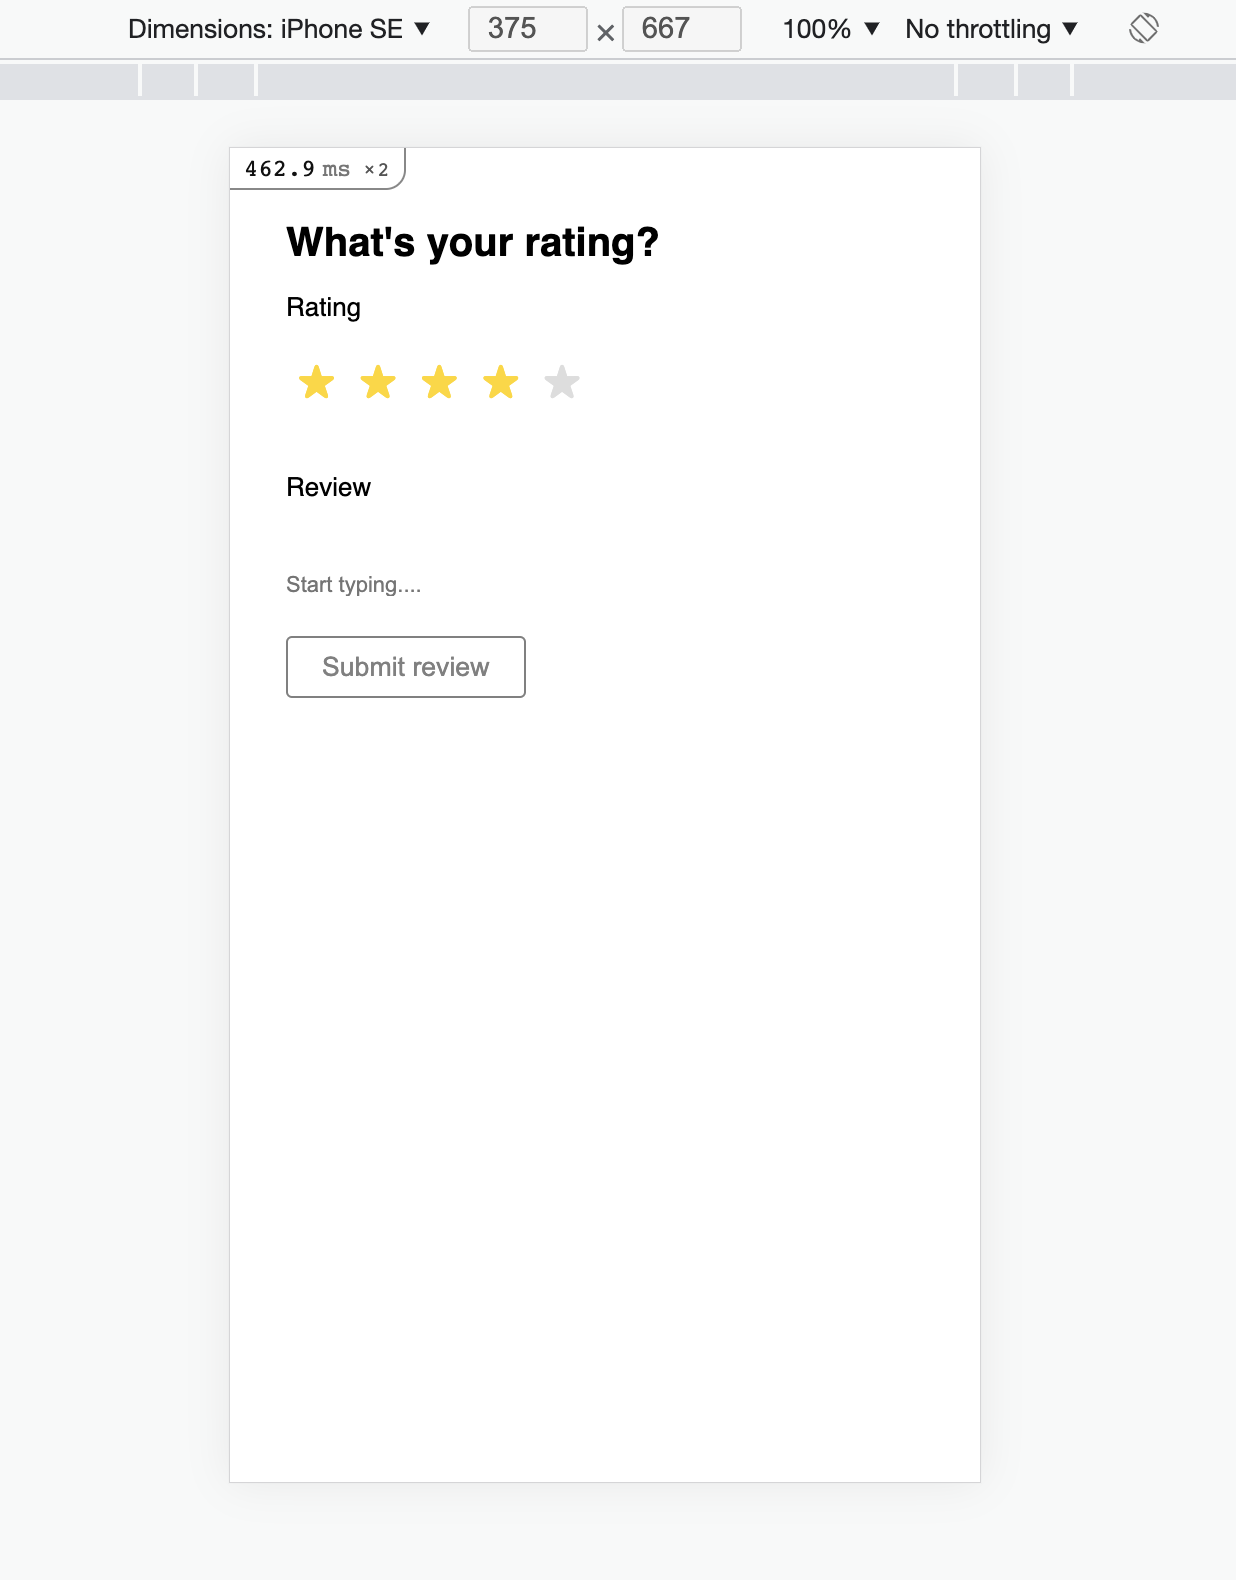 Dimensions: iPhone SE ▼ 375 × 667 100% ▼ No throttling ▼
462.9 ms ×2
What's your rating?
Rating
Review
Start typing....
Submit review